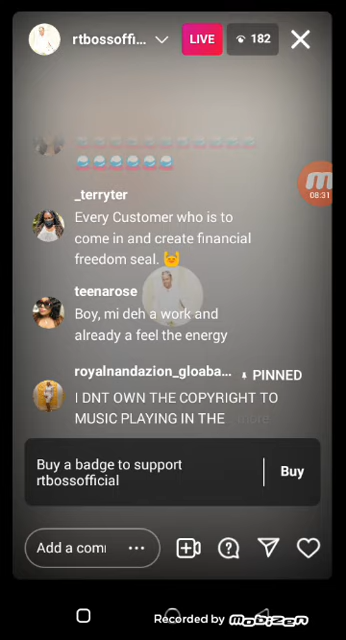 rtbossoffi...
LIVE
182
08:31
_terryter
Every Customer who is to
come in and create financial
freedom seal.
teenarose
Boy, mi deh a work and
already a feel the energy
royalnandazion_gloaba... PINNED
I DNT OWN THE COPYRIGHT TO
MUSIC PLAYING IN THE ... more
Buy a badge to support
rtbossofficial
Buy
Add a comı ...
Recorded by mobizen